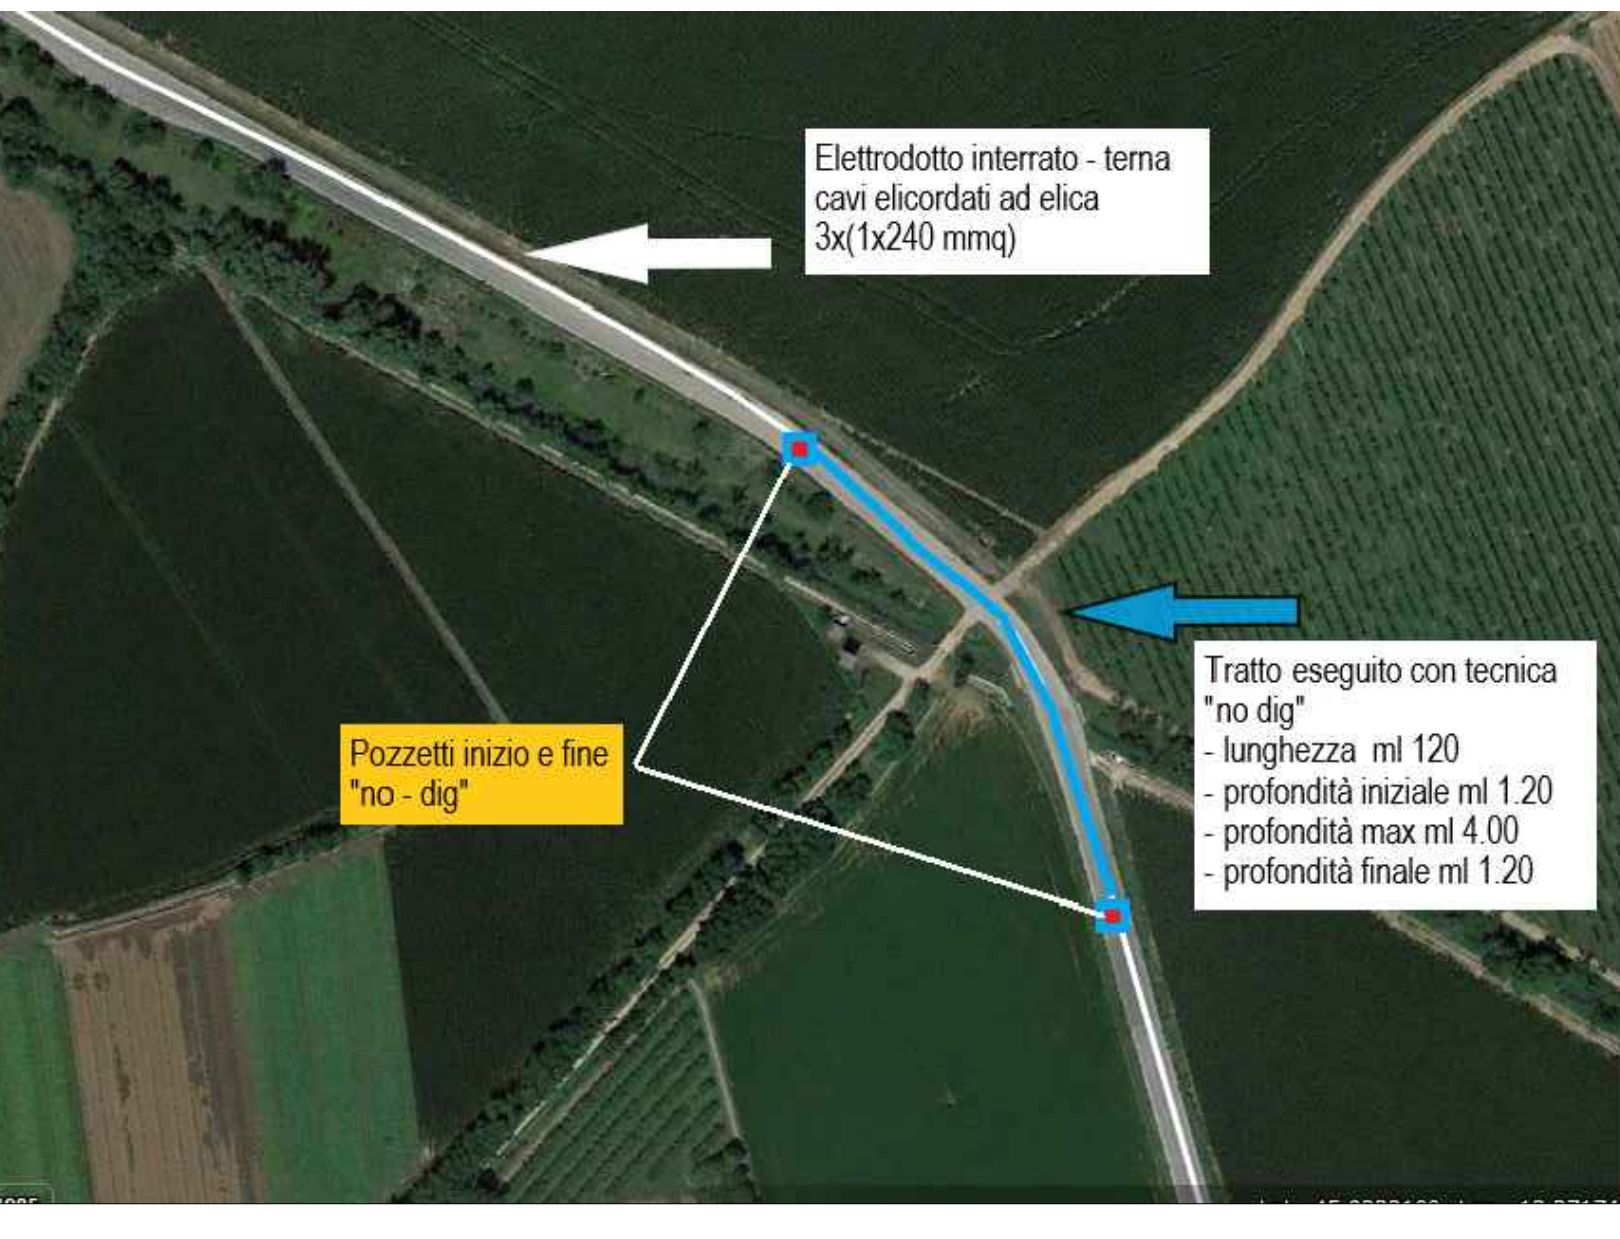 Elettrodotto interrato - terna
cavi elicordati ad elica
3x(1x240 mmq)
Tratto eseguito con tecnica
"no dig"
- lunghezza ml 120
- profondità iniziale ml 1.20
- profondità max ml 4.00
- profondità finale ml 1.20
Pozzetti inizio e fine
"no - dig"